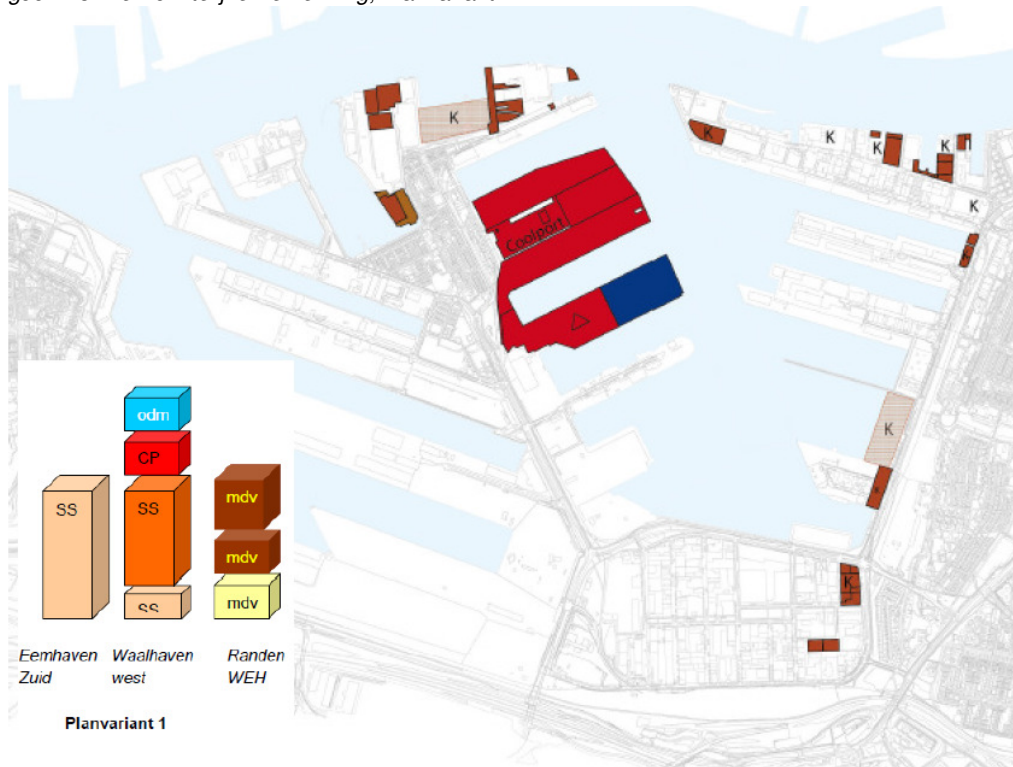 K
K
K
K
K
K
Coolport
K
K
odm
CP
SS
SS
SS
mdv
mdv
mdv
Eemhaven Zuid
Waalhaven west
Randen WEH
Planvariant 1